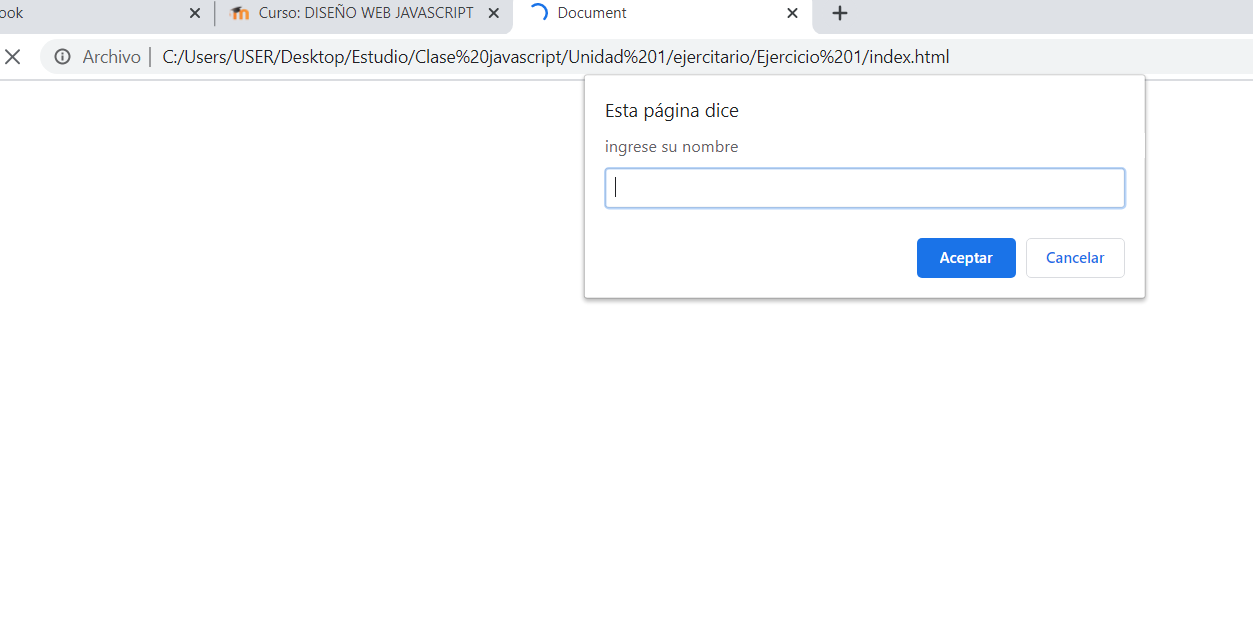 ook
Curso: DISEÑO WEB JAVASCRIPT
Document
Archivo | C:/Users/USER/Desktop/Estudio/Clase%20javascript/Unidad%201/ejercitario/Ejercicio%201/index.html
Esta página dice
ingrese su nombre
Aceptar
Cancelar